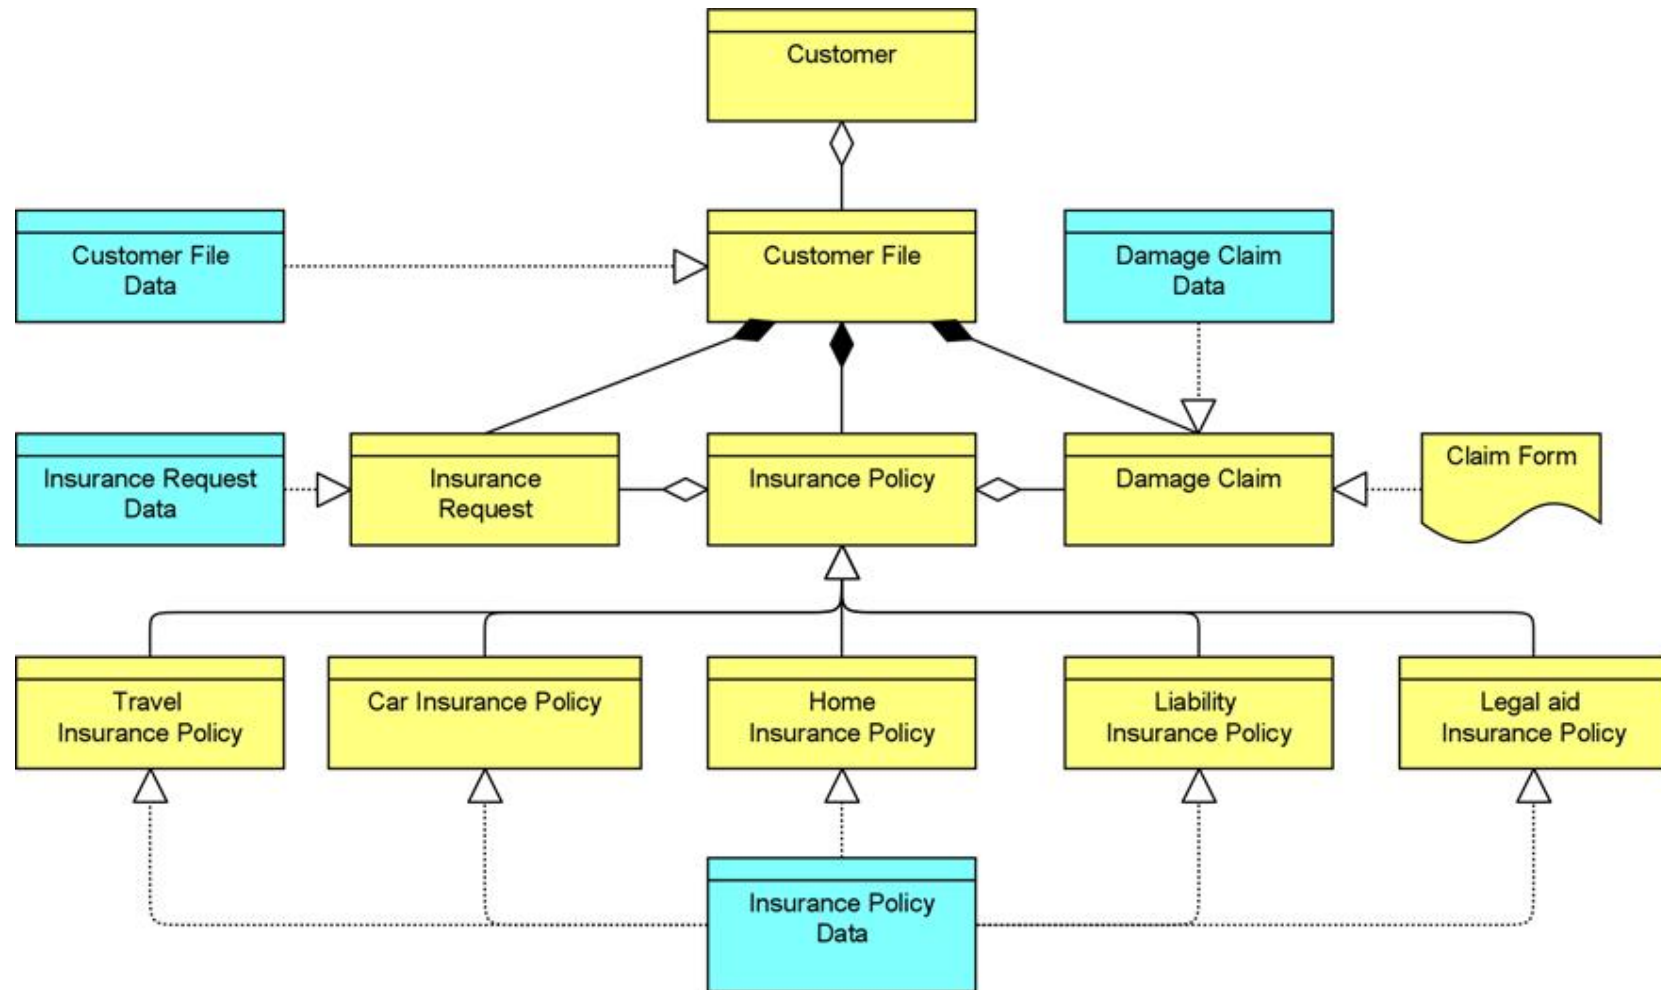 Customer
Customer File
Data
Customer File
Damage Claim
Data
Insurance Request
Data
Insurance
Request
Insurance Policy
Damage Claim
Claim Form
Travel
Insurance Policy
Car Insurance Policy
Home
Insurance Policy
Liability
Insurance Policy
Legal aid
Insurance Policy
Insurance Policy
Data